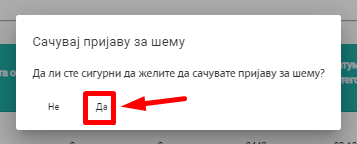 Сачувај пријаву за шему
Да ли сте сигурни да желите да сачувате пријаву за шему?
Не Да